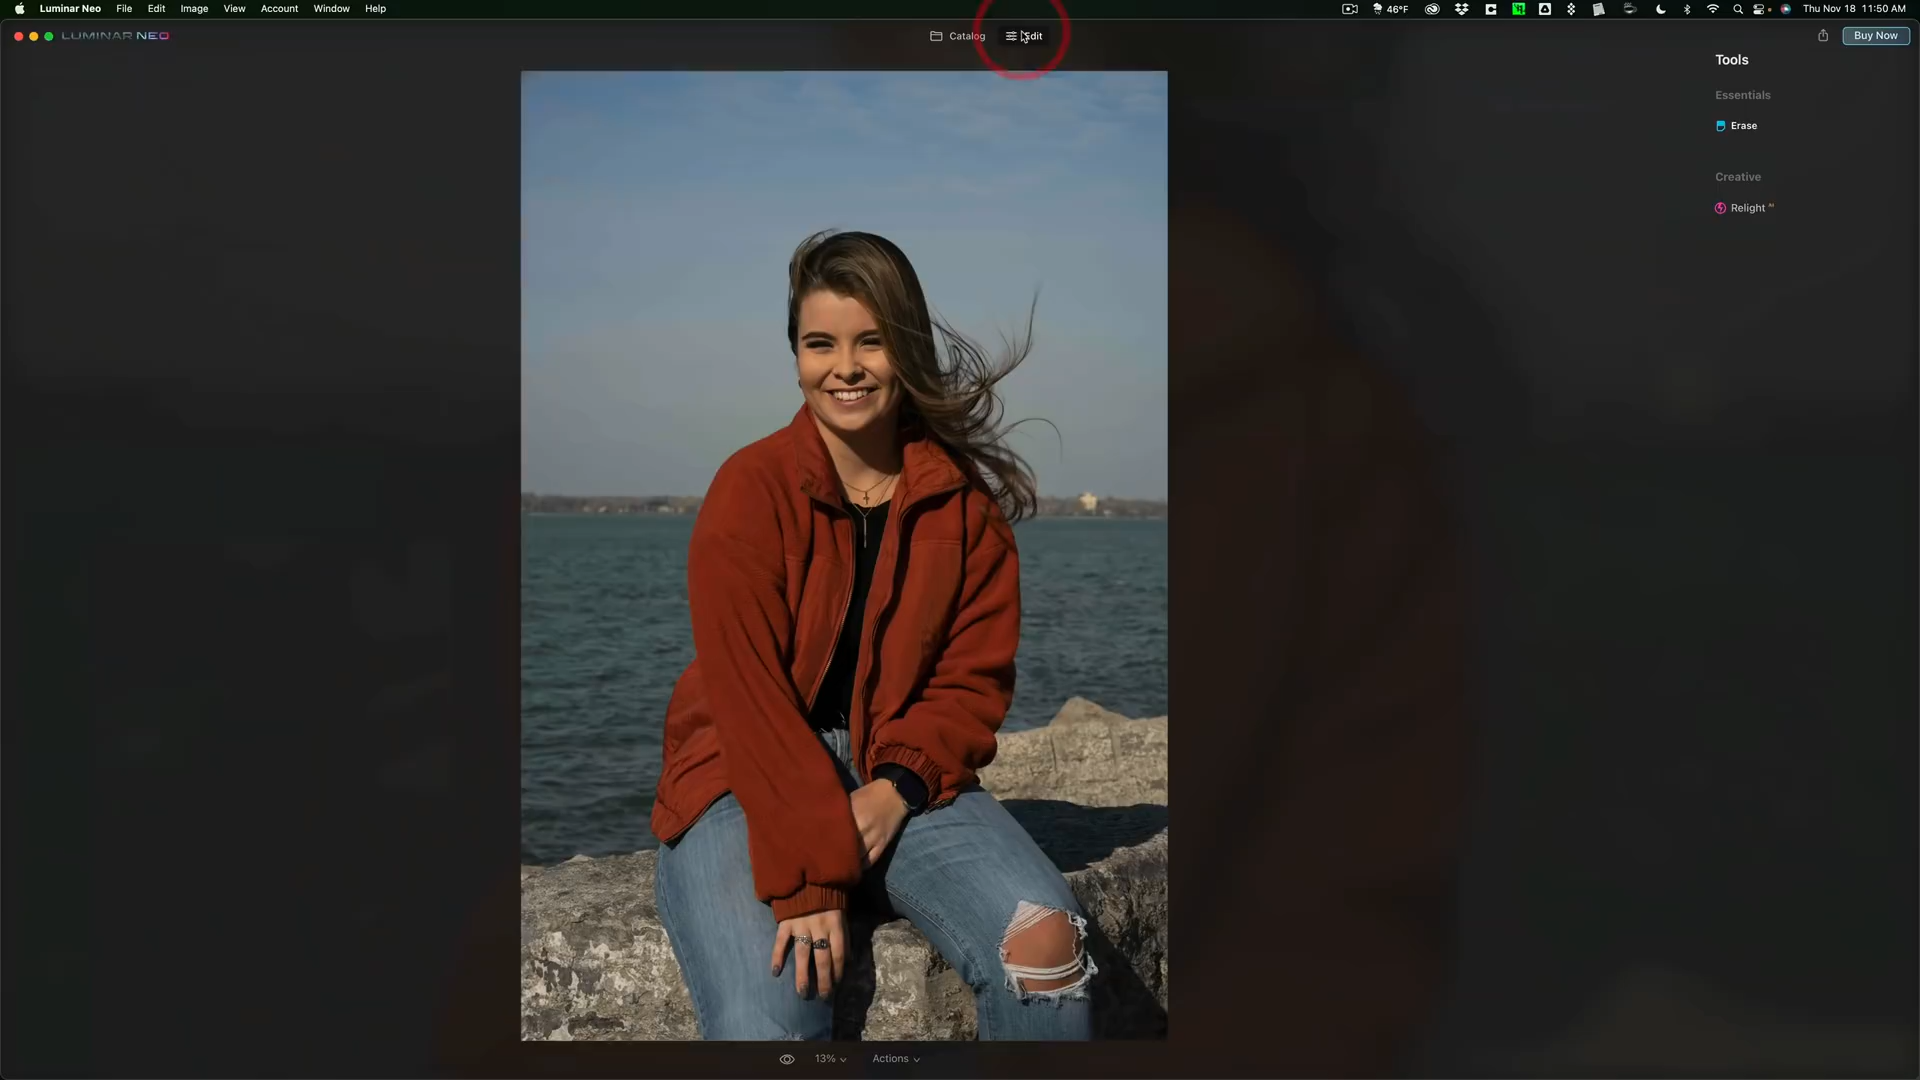 Luminar Neo File Edit Image View Account Window Help 46°F Thu Nov 18 11:50 AM
LUMINAR NEO Catalog Edit Buy Now
Tools
Essentials
Erase
Creative
Relight AI
13% Actions